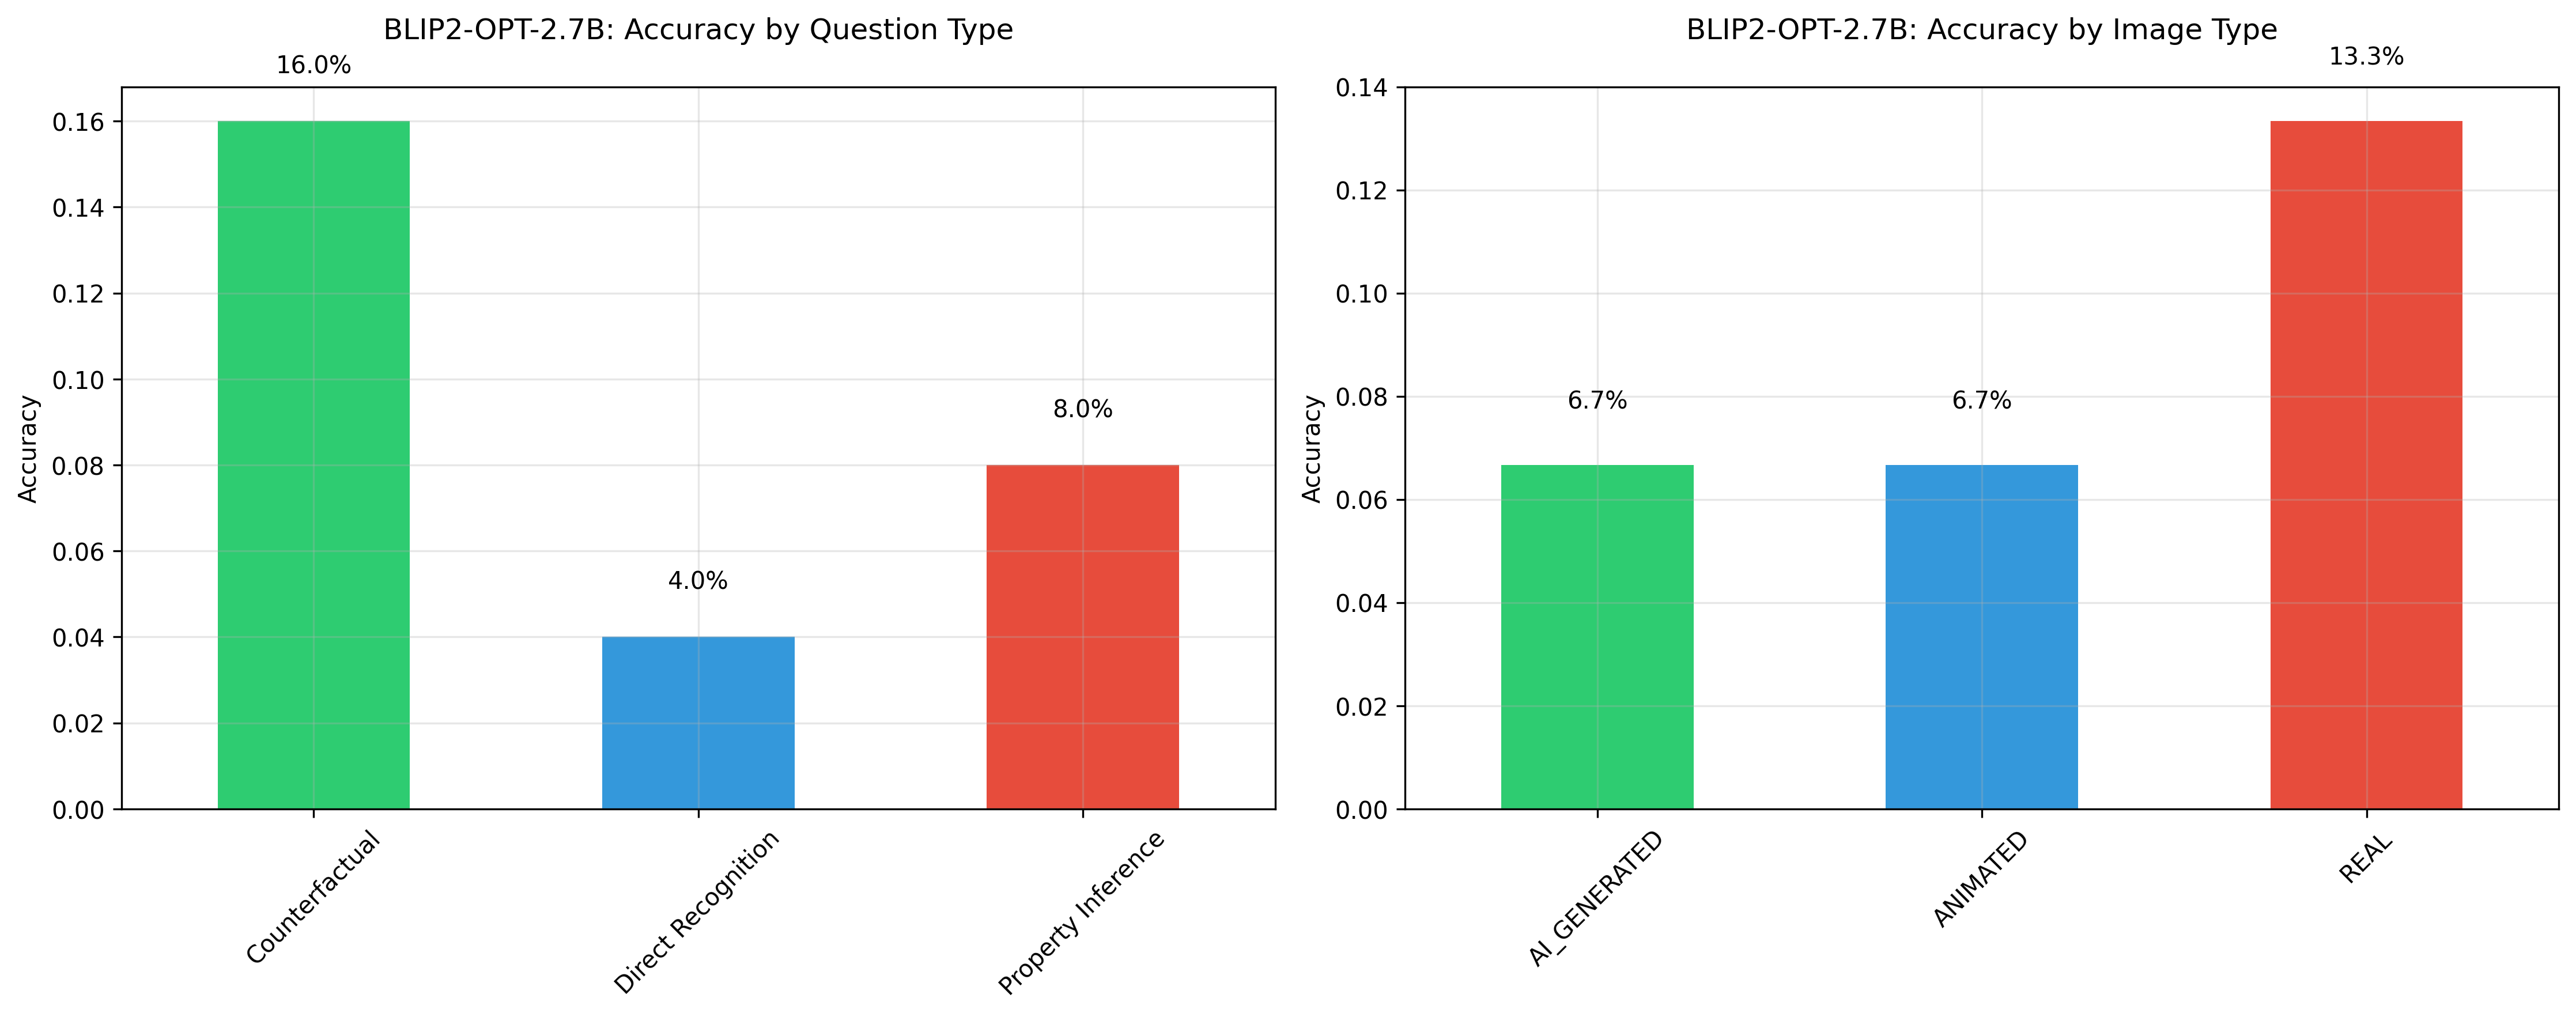 BLIP2-OPT-2.7B: Accuracy by Question Type
16.0%
4.0%
8.0%
Accuracy
0.16
0.14
0.12
0.10
0.08
0.06
0.04
0.02
0.00
Counterfactual
Direct Recognition
Property Inference
BLIP2-OPT-2.7B: Accuracy by Image Type
13.3%
6.7%
6.7%
Accuracy
0.14
0.12
0.10
0.08
0.06
0.04
0.02
0.00
AI_GENERATED
ANIMATED
REAL